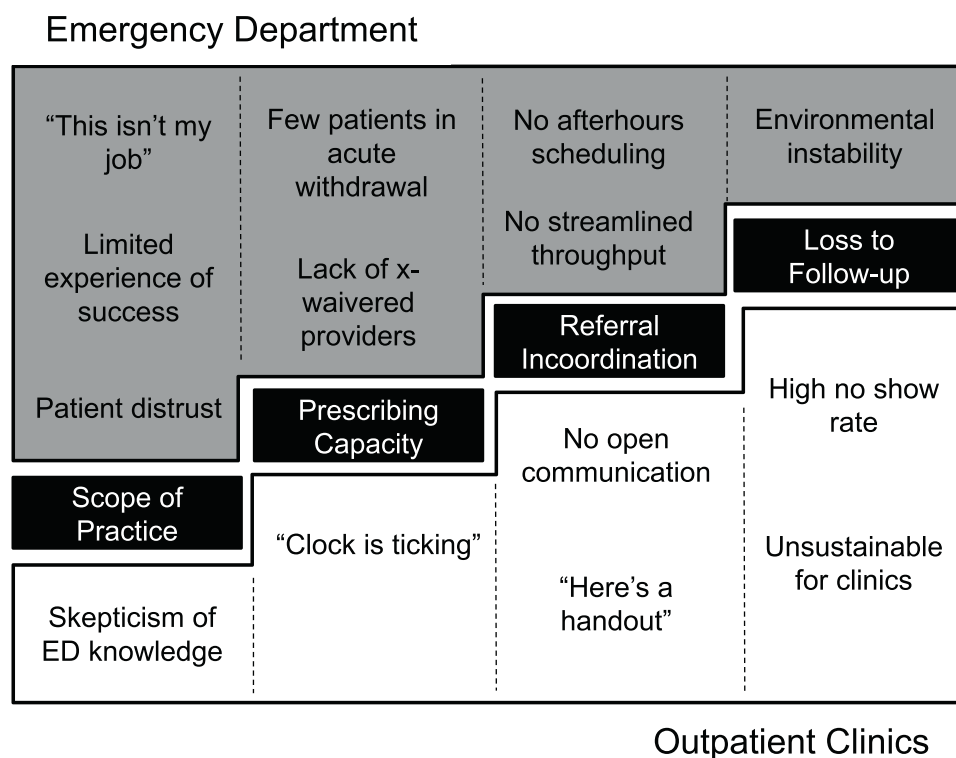 Emergency Department
“This isn’t my
job”
Limited
experience of
success
Patient distrust
Few patients in
acute
withdrawal
Lack of x-
waivered
providers
No afterhours
scheduling
No streamlined
throughput
Environmental
instability
Scope of
Practice
Prescribing
Capacity
Referral
Incoordination
Loss to
Follow-up
Skepticism of
ED knowledge
“Clock is ticking”
No open
communication
“Here’s a
handout”
High no show
rate
Unsustainable
for clinics
Outpatient Clinics